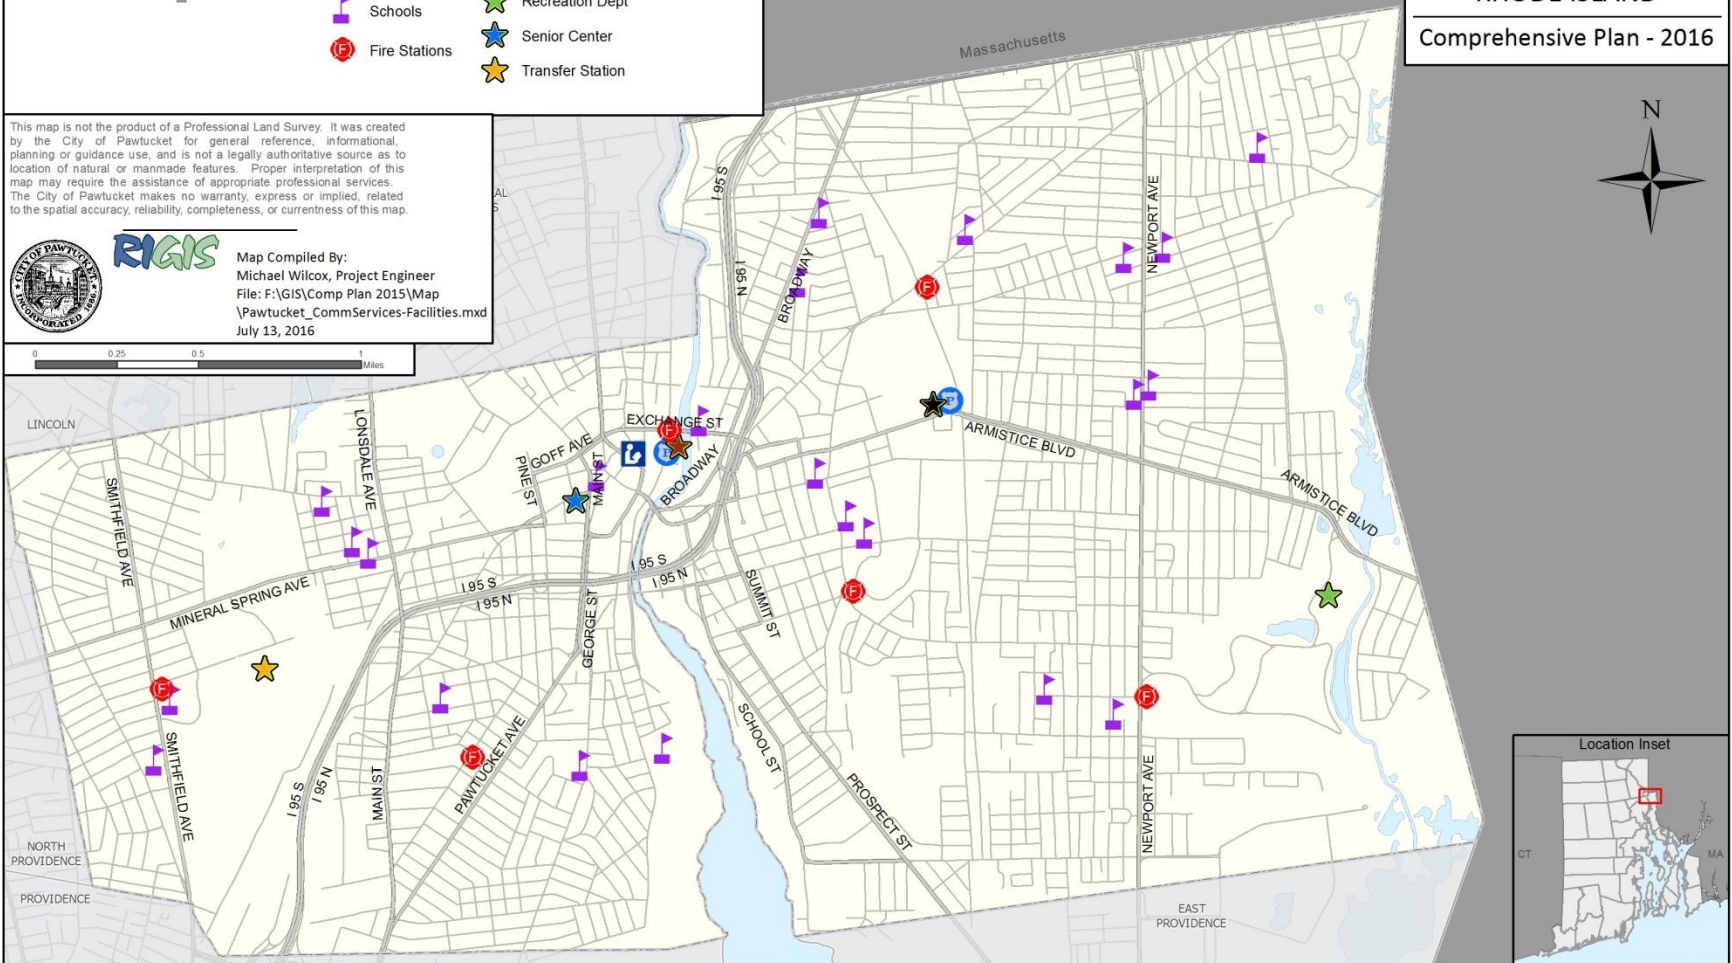 Schools
Recreation Dept
Fire Stations
Senior Center
Transfer Station
RHODE ISLAND
Comprehensive Plan - 2016
This map is not the product of a Professional Land Survey. It was created
by the City of Pawtucket for general reference, informational,
planning or guidance use, and is not a legally authoritative source as to
location of natural or manmade features. Proper interpretation of this
map may require the assistance of appropriate professional services.
The City of Pawtucket makes no warranty, express or implied, related
to the spatial accuracy, reliability, completeness, or currentness of this map.
CITY OF PAWTUCKET
INCORPORATED 1886
RIGIS
Map Compiled By:
Michael Wilcox, Project Engineer
File: F:\GIS\Comp Plan 2015\Map
\Pawtucket_CommServices-Facilities.mxd
July 13, 2016
0 0.25 0.5 1
Miles
N
Massachusetts
I 95 S
I 95 N
BROADWAY
NEWPORT AVE
LINCOLN
LONSDALE AVE
EXCHANGE ST
GOFF AVE
PINE ST
MAIN ST
BROADWAY
ARMISTICE BLVD
ARMISTICE BLVD
SMITHFIELD AVE
MINERAL SPRING AVE
I 95 S
I 95 N
I 95 S
I 95 N
GEORGE ST
SUMMIT ST
SCHOOL ST
PROSPECT ST
SMITHFIELD AVE
I 95 S
I 95 N
MAIN ST
PAWTUCKET AVE
NEWPORT AVE
NORTH
PROVIDENCE
PROVIDENCE
EAST
PROVIDENCE
Location Inset
CT
MA
F
F
F
F
F
F
P
P